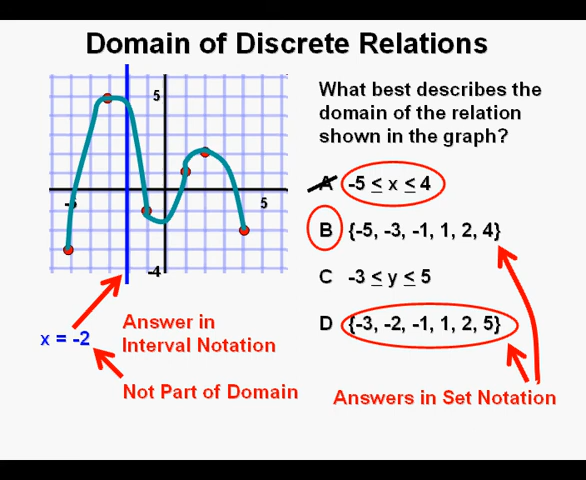 Domain of Discrete Relations
What best describes the
domain of the relation
shown in the graph?
5
-5
5
-4
A -5 ≤ x ≤ 4
B {-5, -3, -1, 1, 2, 4}
C -3 ≤ y ≤ 5
D {-3, -2, -1, 1, 2, 5}
x = -2
Answer in
Interval Notation
Not Part of Domain
Answers in Set Notation